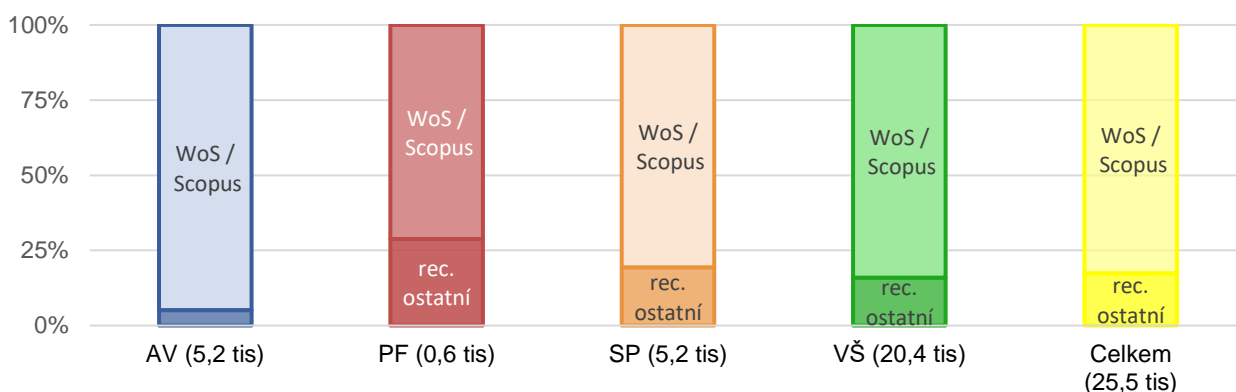 100%
75%
50%
25%
0%
WoS /
Scopus
WoS /
Scopus
rec.
ostatní
WoS /
Scopus
rec.
ostatní
WoS /
Scopus
rec.
ostatní
WoS /
Scopus
rec.
ostatní
AV (5,2 tis)
PF (0,6 tis)
SP (5,2 tis)
VŠ (20,4 tis)
Celkem
(25,5 tis)